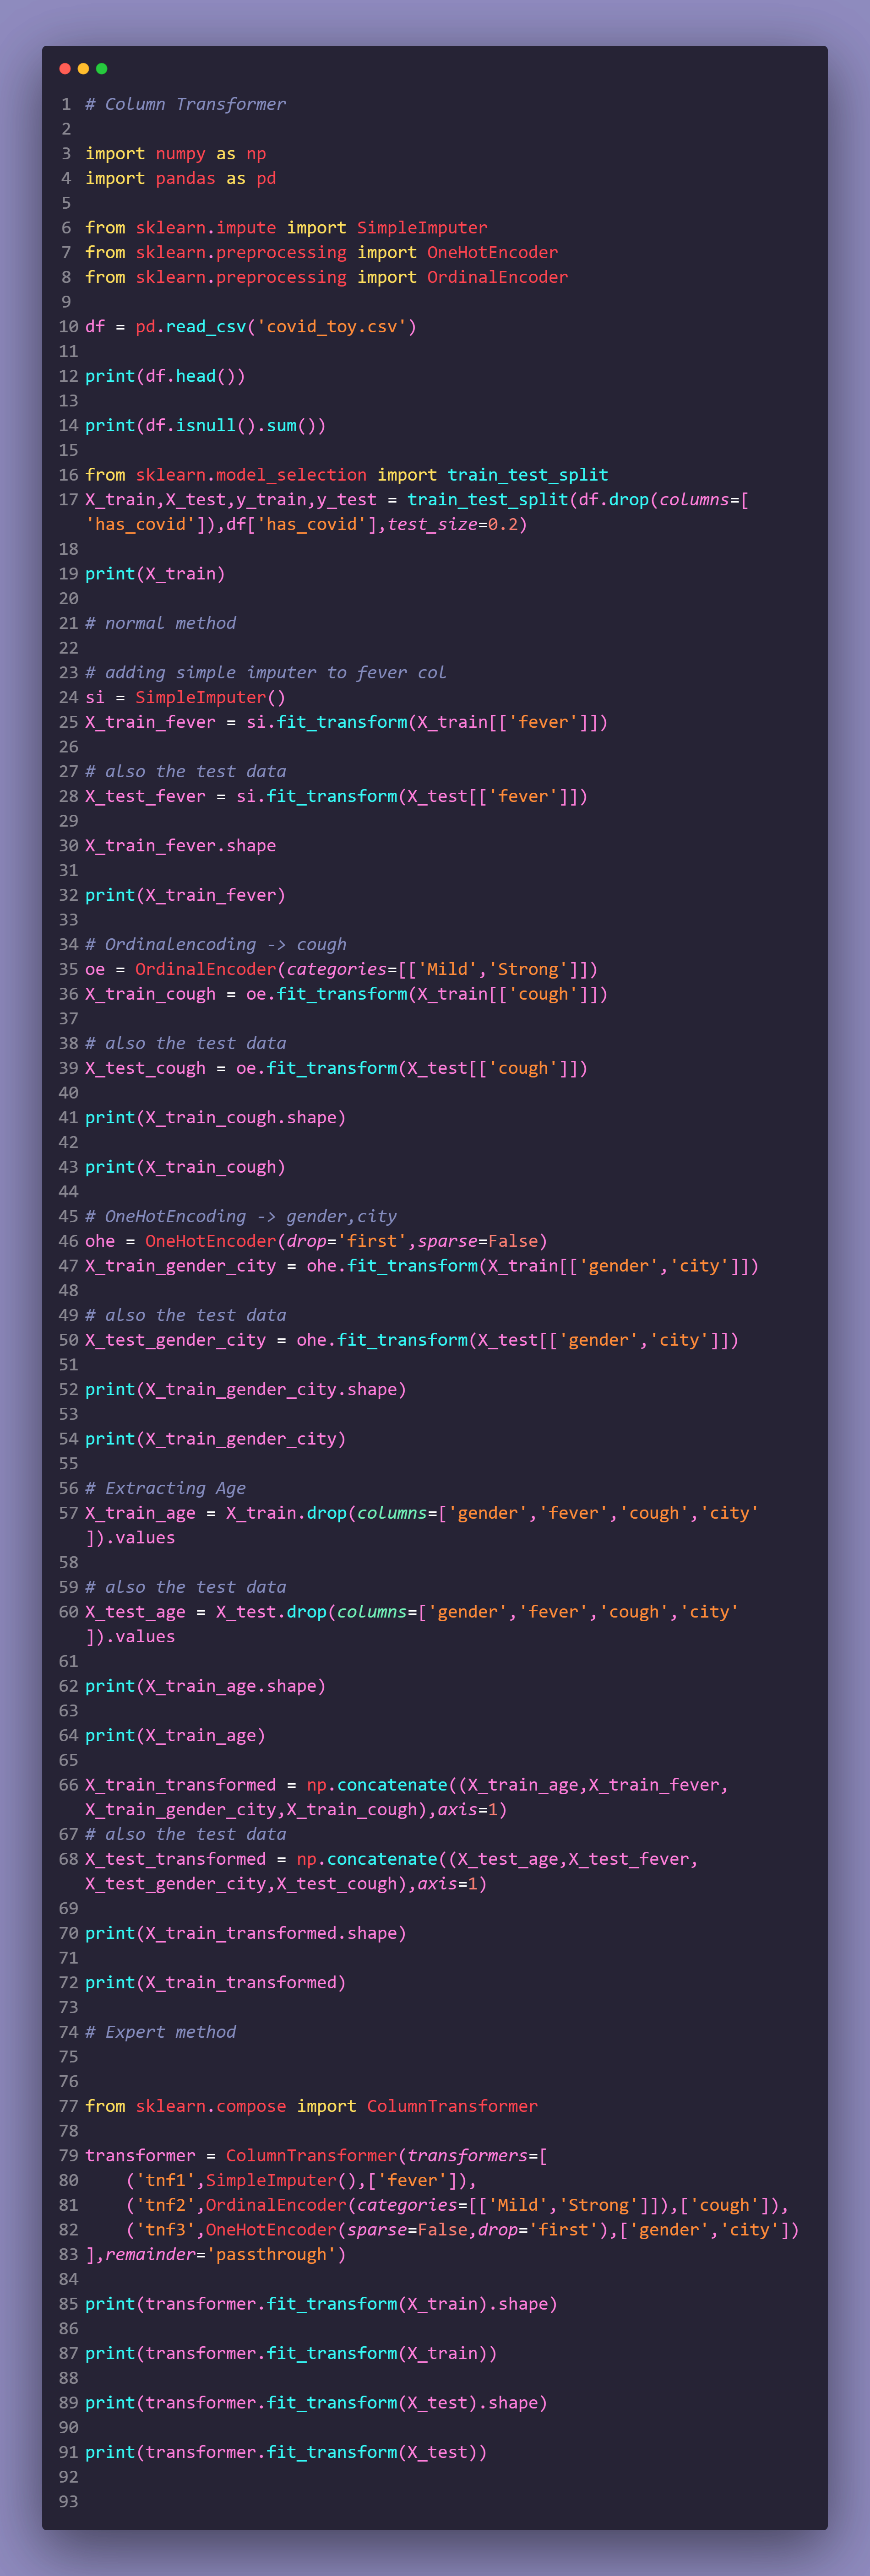 1 # Column Transformer
2
3 import numpy as np
4 import pandas as pd
5
6 from sklearn.impute import SimpleImputer
7 from sklearn.preprocessing import OneHotEncoder
8 from sklearn.preprocessing import OrdinalEncoder
9
10 df = pd.read_csv('covid_toy.csv')
11
12 print(df.head())
13
14 print(df.isnull().sum())
15
16 from sklearn.model_selection import train_test_split
17 X_train,X_test,y_train,y_test = train_test_split(df.drop(columns=[
'has_covid']),df['has_covid'],test_size=0.2)
18
19 print(X_train)
20
21 # normal method
22
23 # adding simple imputer to fever col
24 si = SimpleImputer()
25 X_train_fever = si.fit_transform(X_train[['fever']])
26
27 # also the test data
28 X_test_fever = si.fit_transform(X_test[['fever']])
29
30 X_train_fever.shape
31
32 print(X_train_fever)
33
34 # Ordinalencoding -> cough
35 oe = OrdinalEncoder(categories=[['Mild','Strong']])
36 X_train_cough = oe.fit_transform(X_train[['cough']])
37
38 # also the test data
39 X_test_cough = oe.fit_transform(X_test[['cough']])
40
41 print(X_train_cough.shape)
42
43 print(X_train_cough)
44
45 # OneHotEncoding -> gender,city
46 ohe = OneHotEncoder(drop='first',sparse=False)
47 X_train_gender_city = ohe.fit_transform(X_train[['gender','city']])
48
49 # also the test data
50 X_test_gender_city = ohe.fit_transform(X_test[['gender','city']])
51
52 print(X_train_gender_city.shape)
53
54 print(X_train_gender_city)
55
56 # Extracting Age
57 X_train_age = X_train.drop(columns=['gender','fever','cough','city'
]).values
58
59 # also the test data
60 X_test_age = X_test.drop(columns=['gender','fever','cough','city'
]).values
61
62 print(X_train_age.shape)
63
64 print(X_train_age)
65
66 X_train_transformed = np.concatenate((X_train_age,X_train_fever,
X_train_gender_city,X_train_cough),axis=1)
67 # also the test data
68 X_test_transformed = np.concatenate((X_test_age,X_test_fever,
X_test_gender_city,X_test_cough),axis=1)
69
70 print(X_train_transformed.shape)
71
72 print(X_train_transformed)
73
74 # Expert method
75
76
77 from sklearn.compose import ColumnTransformer
78
79 transformer = ColumnTransformer(transformers=[
80     ('tnf1',SimpleImputer(),['fever']),
81     ('tnf2',OrdinalEncoder(categories=[['Mild','Strong']]),['cough']),
82     ('tnf3',OneHotEncoder(sparse=False,drop='first'),['gender','city'])
83 ],remainder='passthrough')
84
85 print(transformer.fit_transform(X_train).shape)
86
87 print(transformer.fit_transform(X_train))
88
89 print(transformer.fit_transform(X_test).shape)
90
91 print(transformer.fit_transform(X_test))
92
93